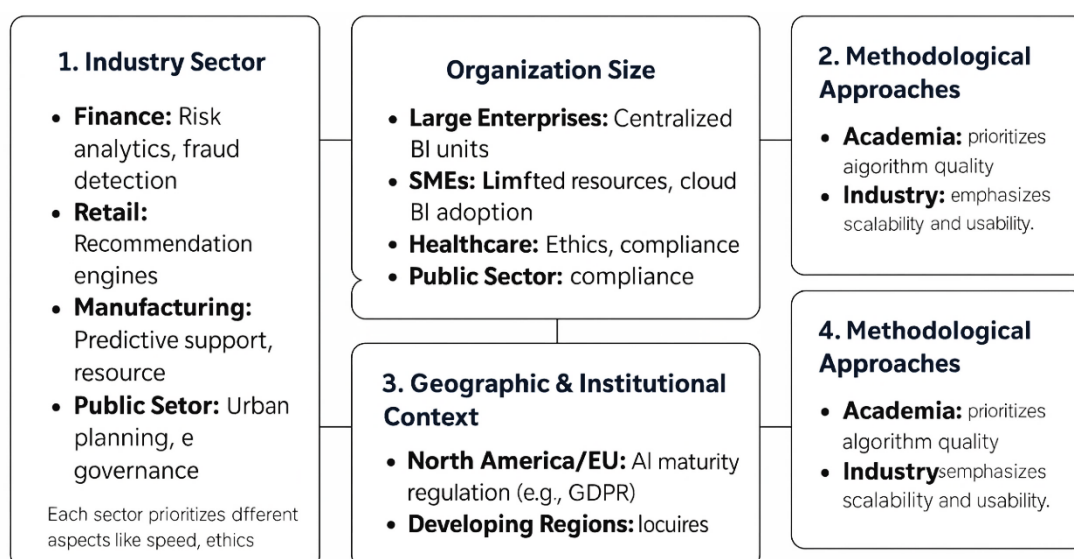 1. Industry Sector
• Finance: Risk
analytics, fraud
detection
• Retail:
Recommendation
engines
• Manufacturing:
Predictive support,
resource
• Public Setor: Urban
planning, e
governance
Each sector prioritizes dfferent
aspects like speed, ethics
Organization Size
• Large Enterprises: Centralized
BI units
• SMEs: Limfted resources, cloud
BI adoption
• Healthcare: Ethics, compliance
• Public Sector: compliance
2. Methodological
Approaches
• Academia: prioritizes
aigorithm quality
• Industry: emphasizes
scalability and usability.
3. Geographic & Institutional
Context
• North America/EU: AI maturity
regulation (e.g., GDPR)
• Developing Regions: locuires
4. Methodological
Approaches
• Academia: prioritizes
algorithm quality
• Industrysemphasizes
scalability and usability.